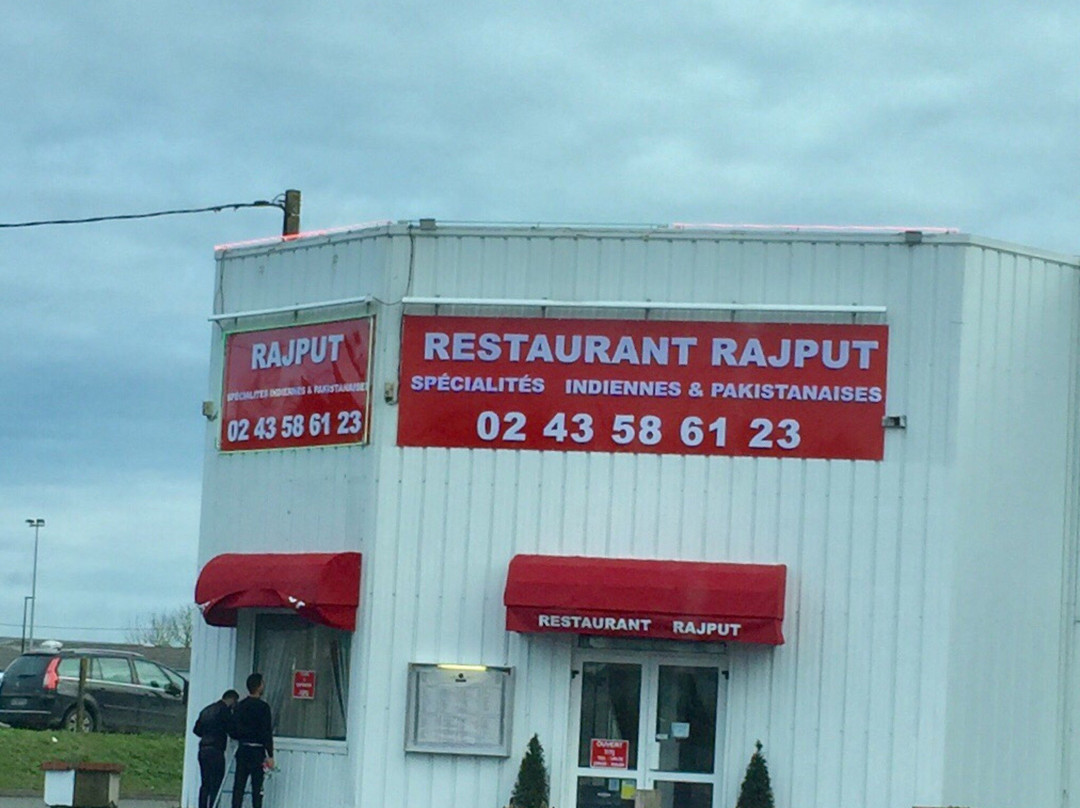 RAJPUT
SPÉCIALITÉS INDIENNES & PAKISTANAISES
02 43 58 61 23
RESTAURANT RAJPUT
SPÉCIALITÉS INDIENNES & PAKISTANAISES
02 43 58 61 23
RESTAURANT RAJPUT
OUVERT